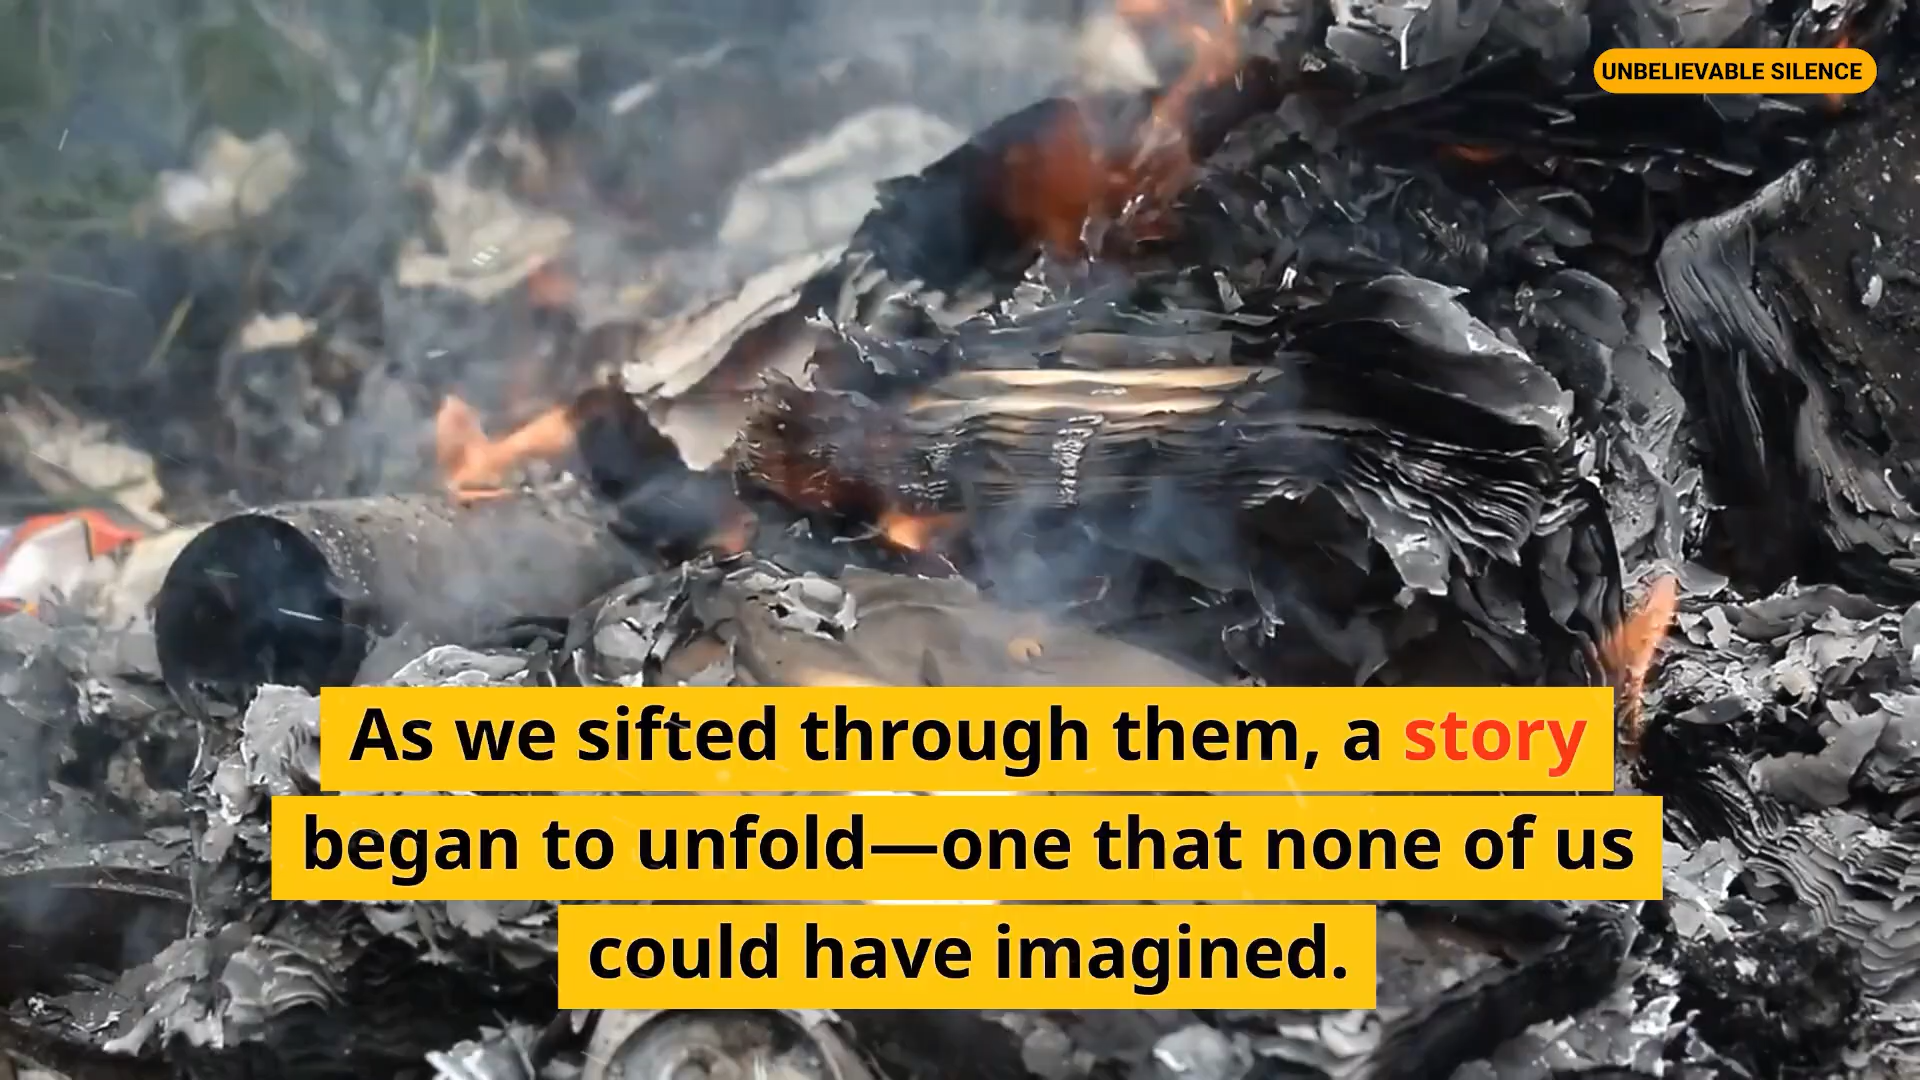 UNBELIEVABLE SILENCE
As we sifted through them, a story
began to unfold—one that none of us
could have imagined.